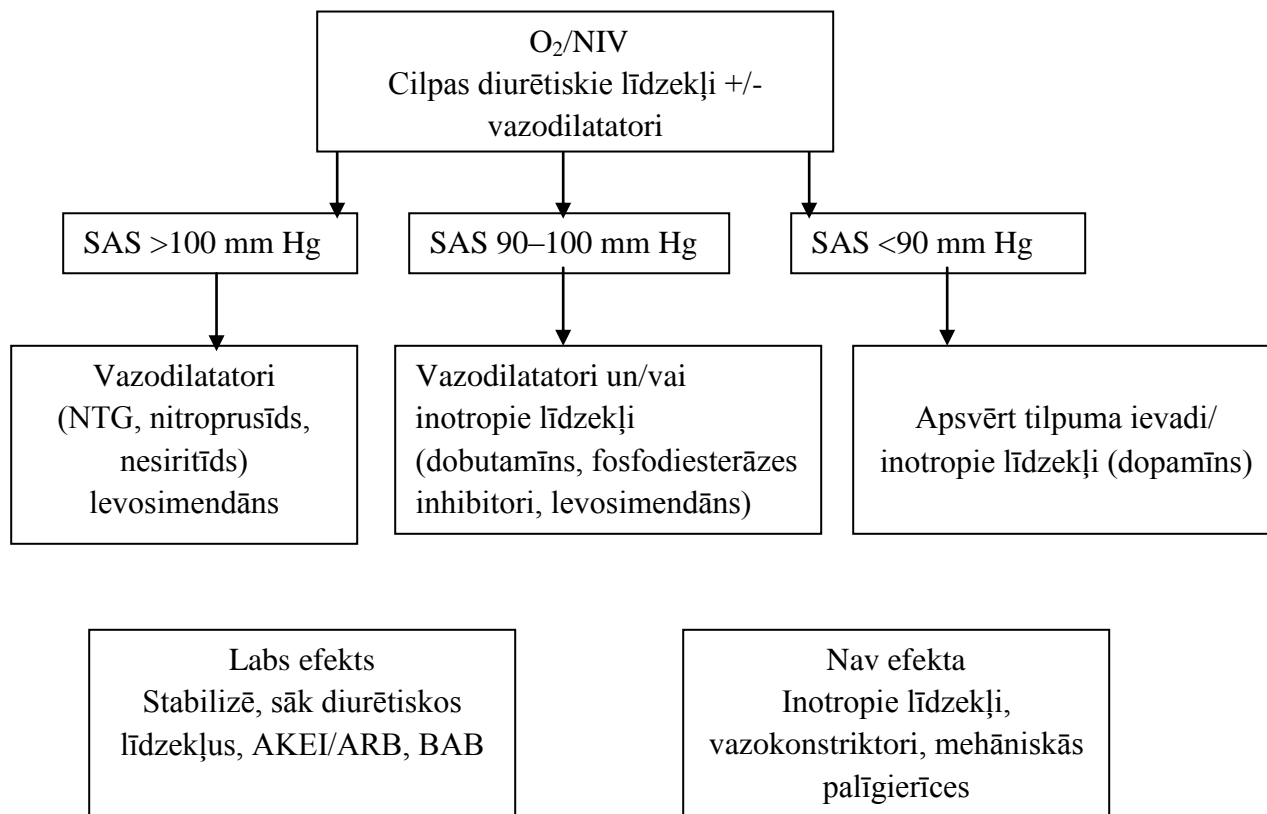 O₂/NIV
Cilpas diurētiskie līdzekļi +/-
vazodilatatori
SAS >100 mm Hg
SAS 90–100 mm Hg
SAS <90 mm Hg
Vazodilatatori
(NTG, nitroprusīds,
nesiritīds)
levosimendāns
Vazodilatatori un/vai
inotropie līdzekļi
(dobutamīns, fosfodiesterāzes
inhibitori, levosimendāns)
Apsvērt tilpuma ievadi/
inotropie līdzekļi (dopamīns)
Labs efekts
Stabilizē, sāk diurētiskos
līdzekļus, AKEI/ARB, BAB
Nav efekta
Inotropie līdzekļi,
vazokonstriktori, mehāniskās
palīgierīces